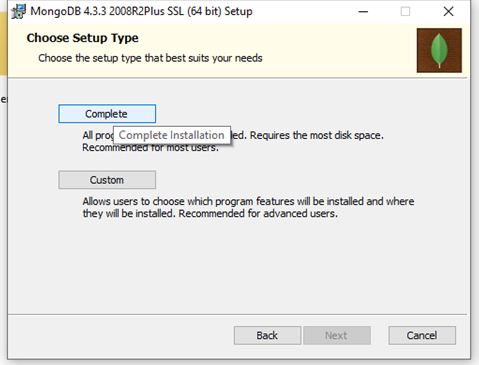 MongoDB 4.3.3 2008R2Plus SSL (64 bit) Setup
Choose Setup Type
Choose the setup type that best suits your needs
Complete
Complete Installation
All prog led. Requires the most disk space.
Recommended for most users.
Custom
Allows users to choose which program features will be installed and where
they will be installed. Recommended for advanced users.
Back
Next
Cancel